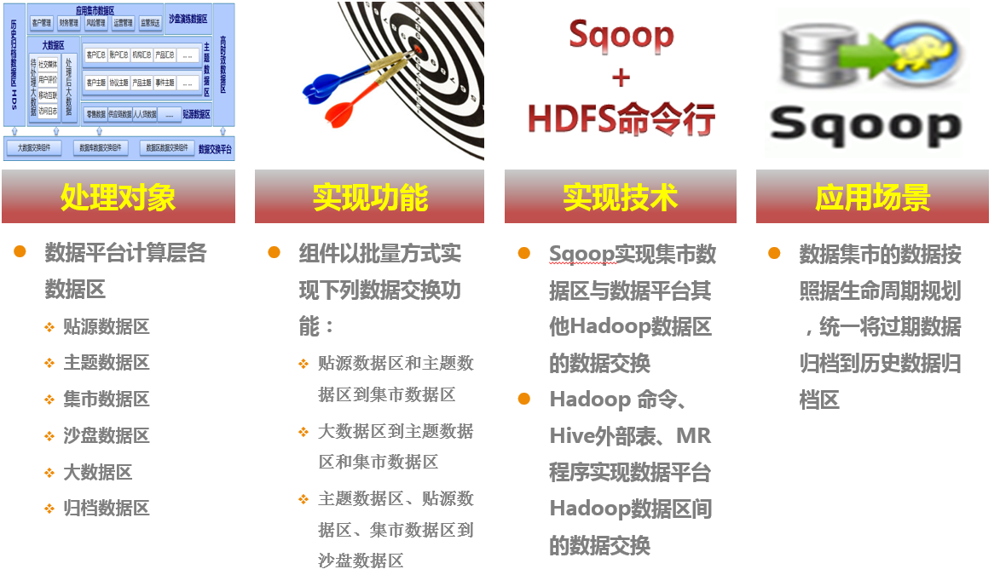 应用集市数据区
客户管理
财务管理
风险管理
运营管理
监管报送
沙盘演练数据区
历史归档数据区 HDS
高时效数据区
大数据区
待处理大数据
社交媒体
用户评价
移动互联
访问日志
处理后大数据
客户汇总
账户汇总
机构汇总
产品汇总
... ...
客户主题
协议主题
产品主题
事件主题
... ...
主题数据区
零售数据
供应链数据
人人贷数据
......
贴源数据区
大数据交换组件
数据库数据交换组件
数据区数据交换组件
数据交换平台
Sqoop
+
HDFS命令行
Sqoop
处理对象
实现功能
实现技术
应用场景
数据平台计算层各
数据区
贴源数据区
主题数据区
集市数据区
沙盘数据区
大数据区
归档数据区
组件以批量方式实
现下列数据交换功
能：
贴源数据区和主题数
据区到集市数据区
大数据区到主题数据
区和集市数据区
主题数据区、贴源数
据区、集市数据区到
沙盘数据区
Sqoop实现集市数
据区与数据平台其
他Hadoop数据区
的数据交换
Hadoop 命令、
Hive外部表、MR
程序实现数据平台
Hadoop数据区间
的数据交换
数据集市的数据按
照据生命周期规划
，统一将过期数据
归档到历史数据归
档区